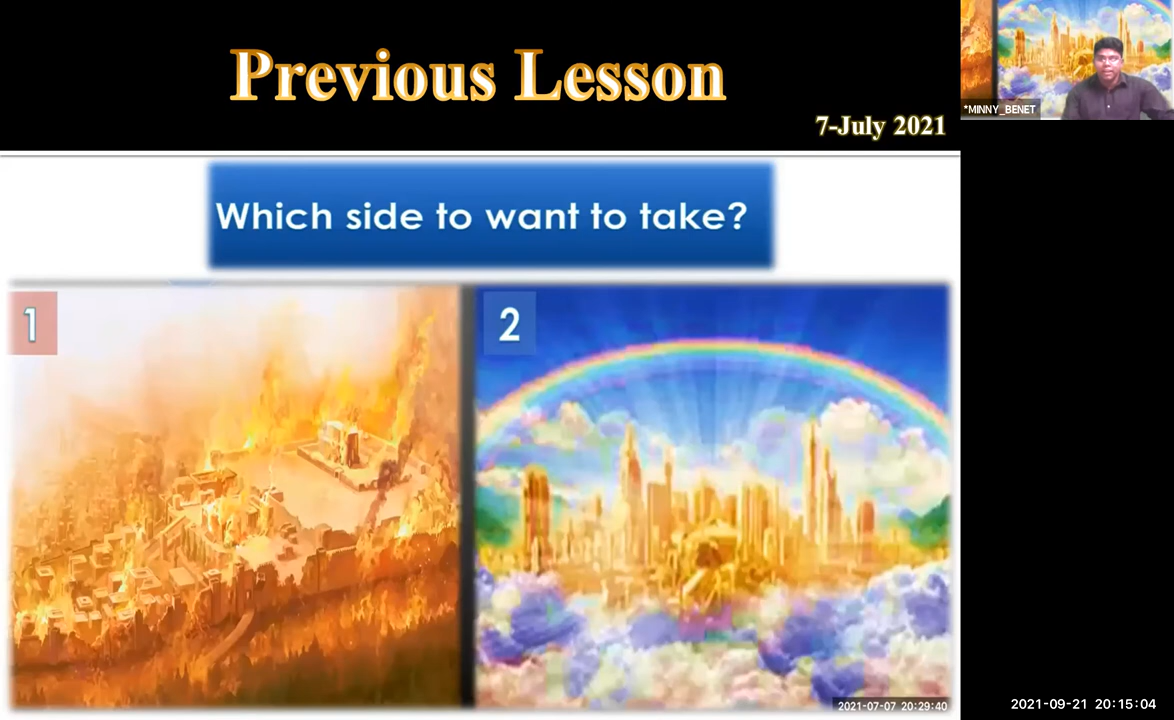 Previous Lesson
7-July 2021
*MINNY_BENET
Which side to want to take?
1
2
2021-07-07 20:29:40
2021-09-21 20:15:04